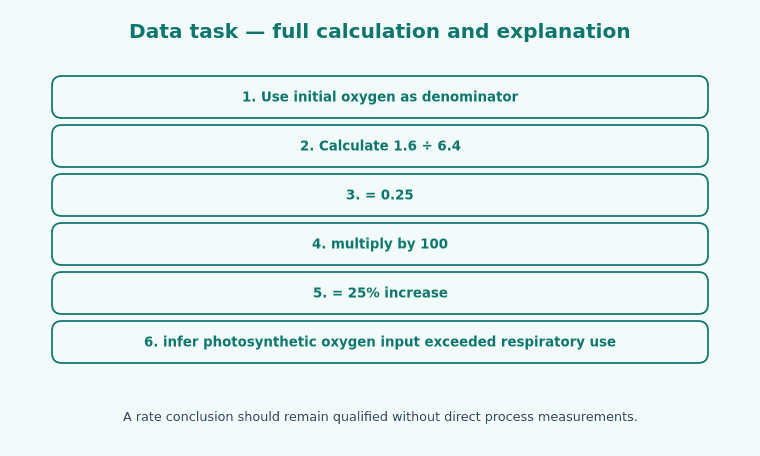 Data task — full calculation and explanation
1. Use initial oxygen as denominator
2. Calculate 1.6 ÷ 6.4
3. = 0.25
4. multiply by 100
5. = 25% increase
6. infer photosynthetic oxygen input exceeded respiratory use
A rate conclusion should remain qualified without direct process measurements.